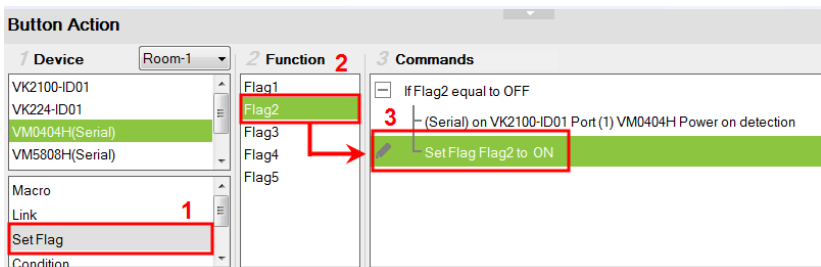 Button Action
1 Device Room-1 2 Function 2 3 Commands
VK2100-ID01
VK224-ID01
VM0404H(Serial)
VM5808H(Serial)
Macro
Link 1
Set Flag
Condition
Flag1
Flag2
Flag3
Flag4
Flag5
If Flag2 equal to OFF
3 (Serial) on VK2100-ID01 Port (1) VM0404H Power on detection
Set Flag Flag2 to ON